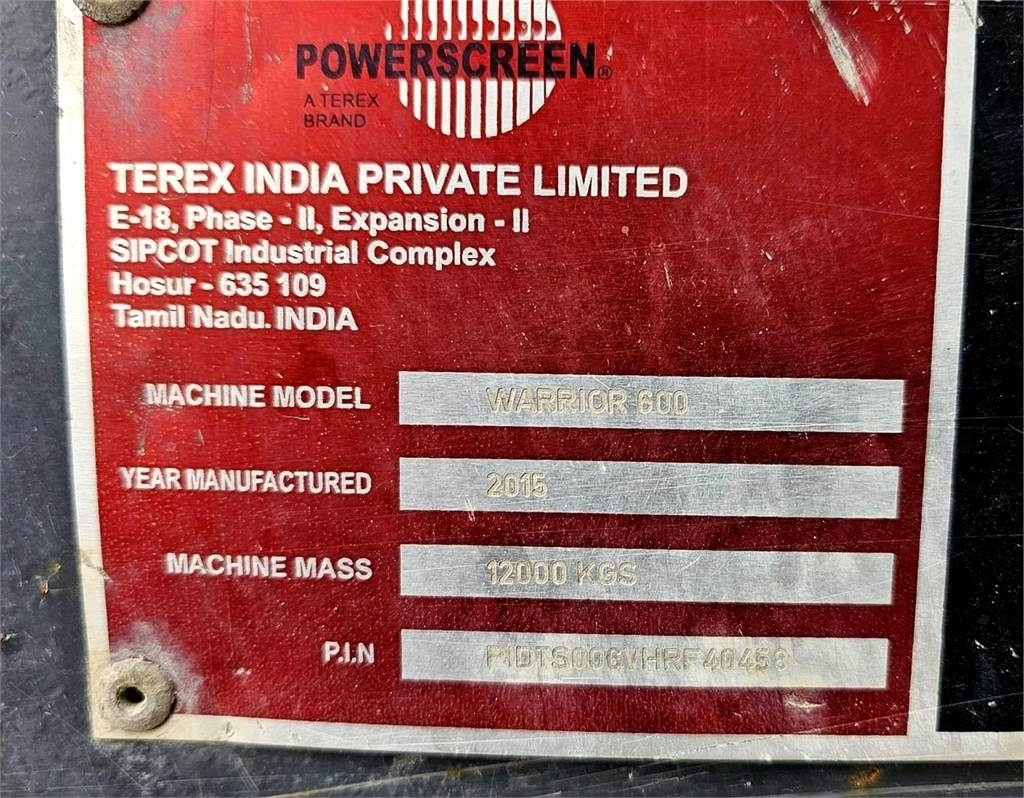 POWERSCREEN®
A TEREX
BRAND
TEREX INDIA PRIVATE LIMITED
E-18, Phase - II, Expansion - II
SIPCOT Industrial Complex
Hosur - 635 109
Tamil Nadu. INDIA
MACHINE MODEL WARRIOR 600
YEAR MANUFACTURED 2015
MACHINE MASS 12000 KGS
P.I.N